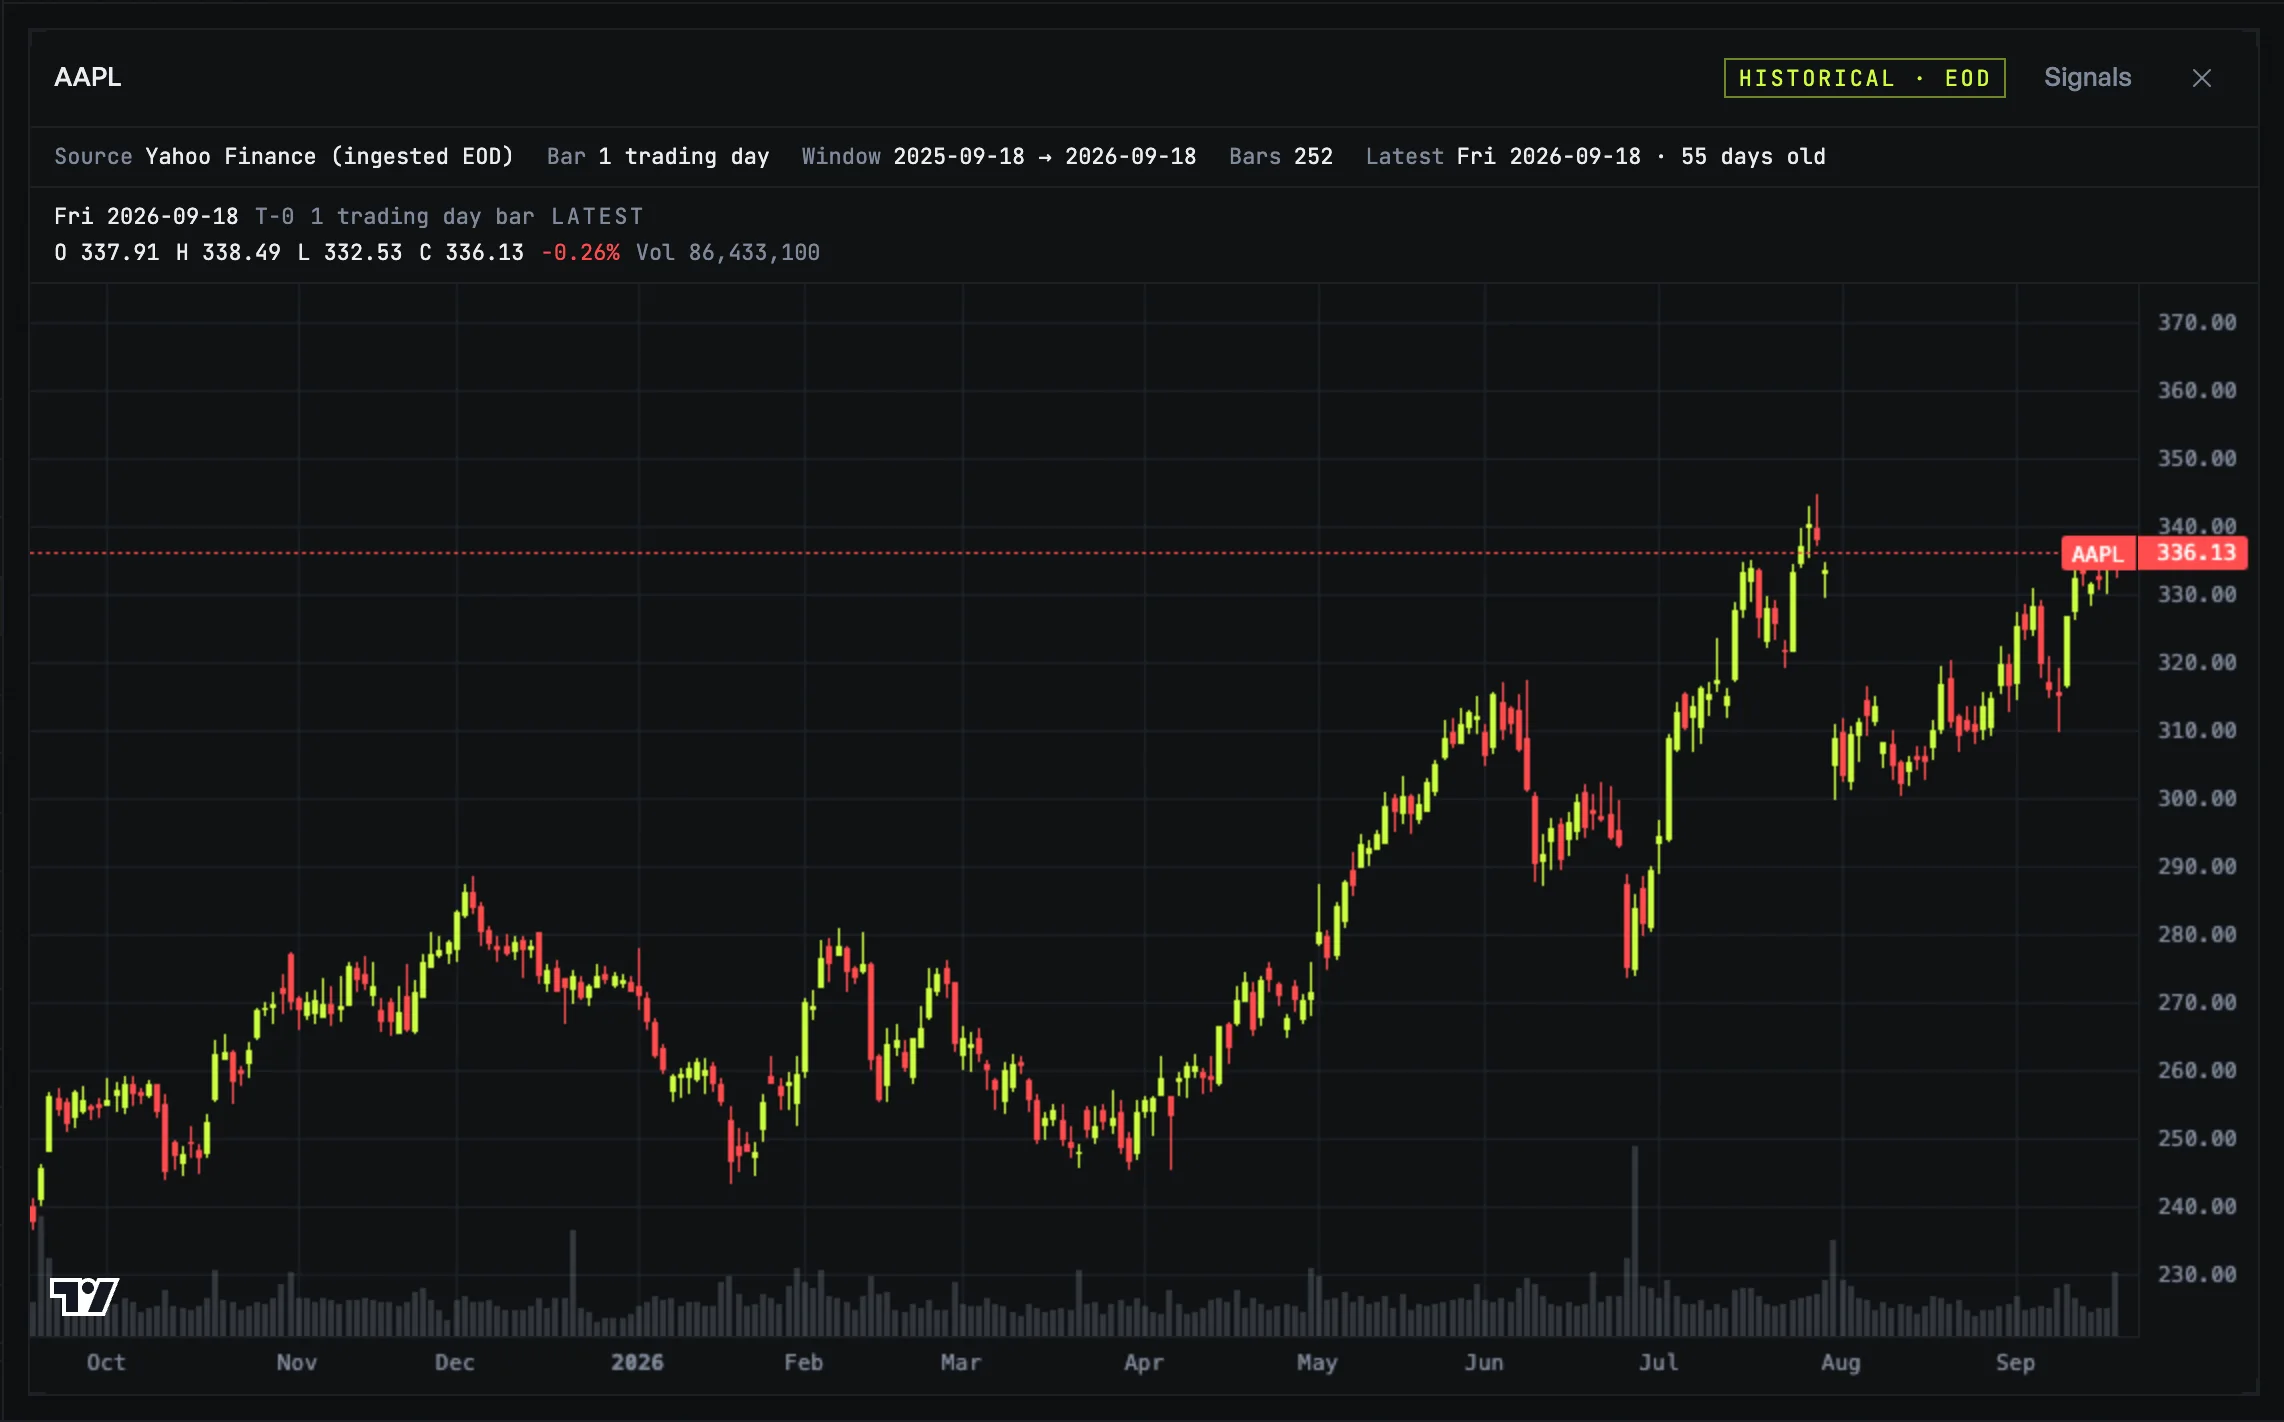 AAPL
HISTORICAL · EOD
Signals
Source Yahoo Finance (ingested EOD) Bar 1 trading day Window 2025-09-18 → 2026-09-18 Bars 252 Latest Fri 2026-09-18 · 55 days old
Fri 2026-09-18 T-0 1 trading day bar LATEST
O 337.91 H 338.49 L 332.53 C 336.13 -0.26% Vol 86,433,100
370.00
360.00
350.00
340.00
AAPL 336.13
330.00
320.00
310.00
300.00
290.00
280.00
270.00
260.00
250.00
240.00
230.00
Oct Nov Dec 2026 Feb Mar Apr May Jun Jul Aug Sep